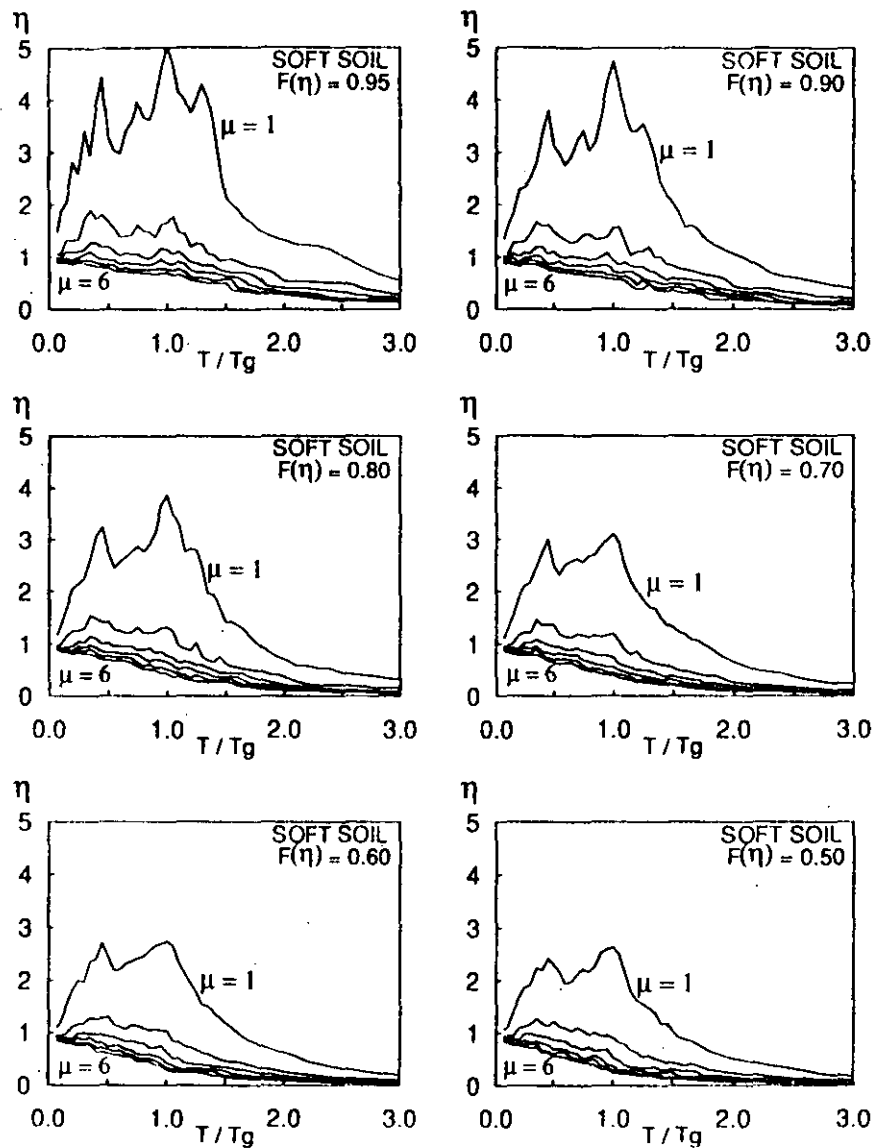 η
5
SOFT SOIL
F(η) = 0.95
4
μ = 1
3
2
1
μ = 6
0
0.0 1.0 2.0 3.0
T / Tg
η
5
SOFT SOIL
F(η) = 0.90
4
μ = 1
3
2
1
μ = 6
0
0.0 1.0 2.0 3.0
T / Tg
η
5
SOFT SOIL
F(η) = 0.80
4
3
μ = 1
2
1
μ = 6
0
0.0 1.0 2.0 3.0
T / Tg
η
5
SOFT SOIL
F(η) = 0.70
4
3
μ = 1
2
1
μ = 6
0
0.0 1.0 2.0 3.0
T / Tg
η
5
SOFT SOIL
F(η) = 0.60
4
3
μ = 1
2
1
μ = 6
0
0.0 1.0 2.0 3.0
T / Tg
η
5
SOFT SOIL
F(η) = 0.50
4
3
μ = 1
2
1
μ = 6
0
0.0 1.0 2.0 3.0
T / Tg